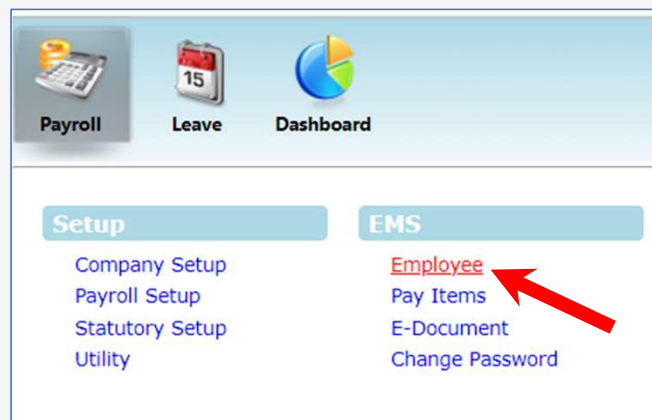 15
Payroll Leave Dashboard
Setup
Company Setup
Payroll Setup
Statutory Setup
Utility
EMS
Employee
Pay Items
E-Document
Change Password